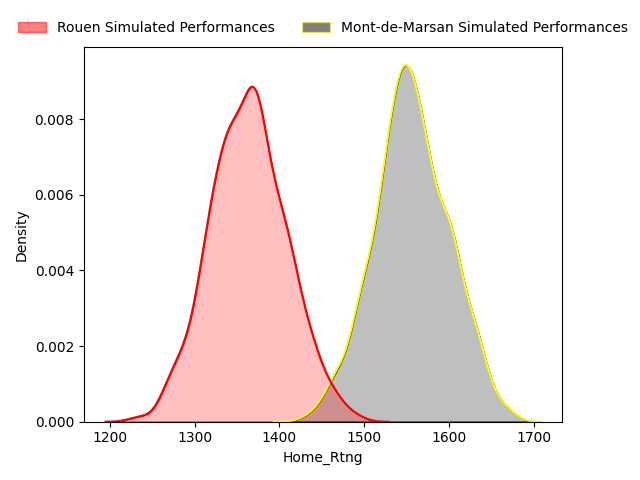 Rouen Simulated Performances
Mont-de-Marsan Simulated Performances
Density
0.008
0.006
0.004
0.002
0.000
1200 1300 1400 1500 1600 1700
Home_Rtng